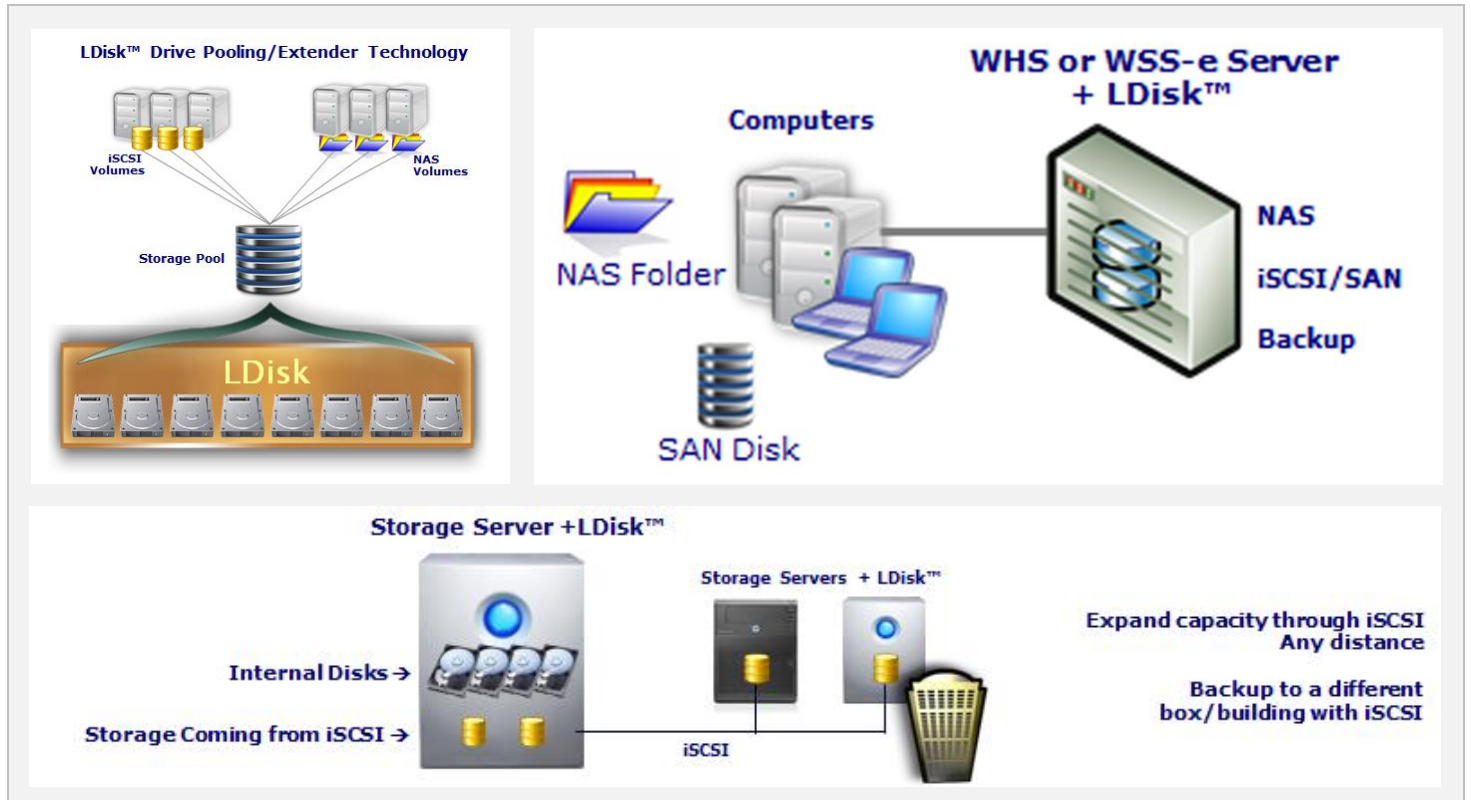 LDisk™ Drive Pooling/Extender Technology
iSCSI
Volumes
NAS
Volumes
Storage Pool
LDisk
WHS or WSS-e Server
+ LDisk™
Computers
NAS Folder
SAN Disk
NAS
iSCSI/SAN
Backup
Storage Server +LDisk™
Storage Servers + LDisk™
Internal Disks →
Storage Coming from iSCSI →
iSCSI
Expand capacity through iSCSI
Any distance
Backup to a different
box/building with iSCSI